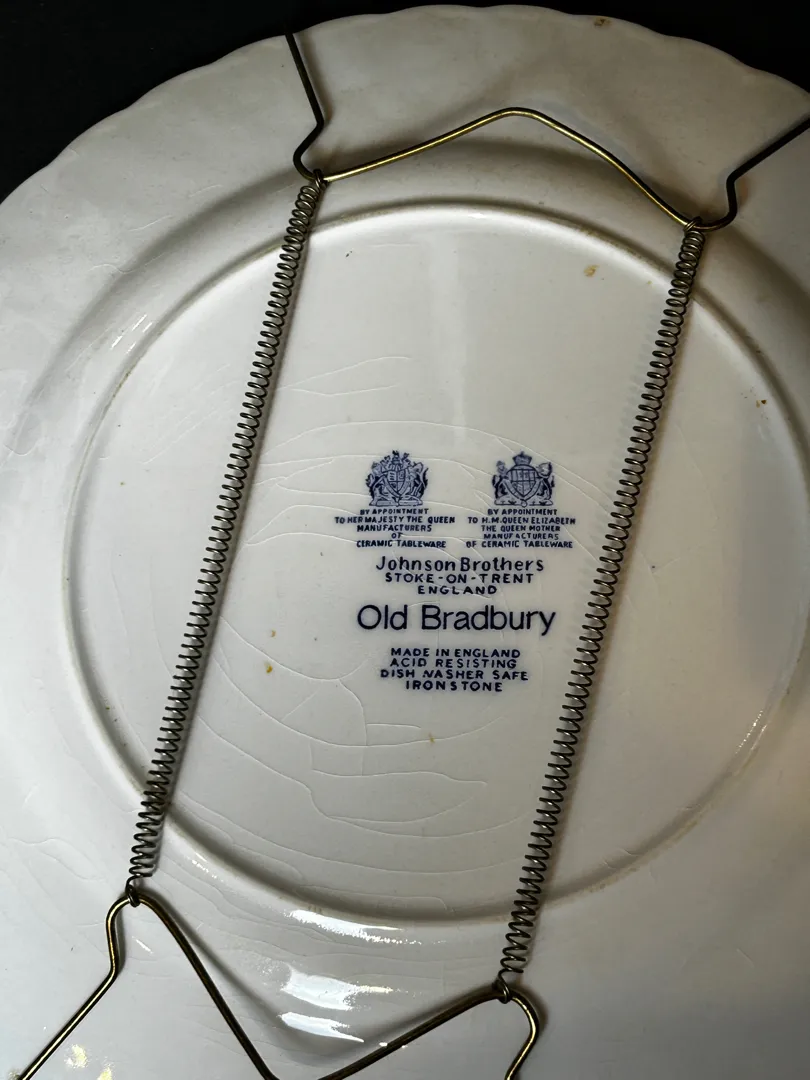 BY APPOINTMENT
TO HER MAJESTY THE QUEEN
MANUFACTURERS
OF
CERAMIC TABLEWARE
BY APPOINTMENT
TO H.M. QUEEN ELIZABETH
THE QUEEN MOTHER
MANUFACTURERS
OF CERAMIC TABLEWARE
Johnson Brothers
STOKE-ON-TRENT
ENGLAND
Old Bradbury
MADE IN ENGLAND
ACID RESISTING
DISH WASHER SAFE
IRONSTONE